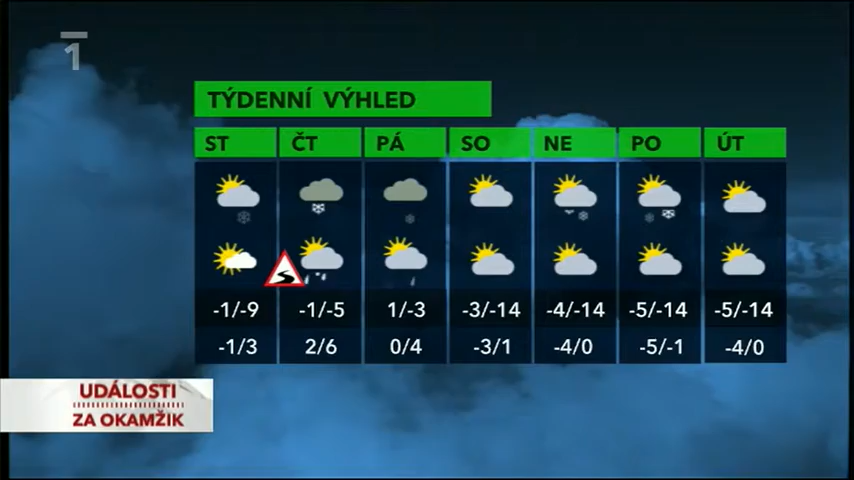 1
TÝDENNÍ VÝHLED
ST ČT PÁ SO NE PO ÚT
-1/-9 -1/-5 1/-3 -3/-14 -4/-14 -5/-14 -5/-14
-1/3 2/6 0/4 -3/1 -4/0 -5/-1 -4/0
UDÁLOSTI
ZA OKAMŽIK